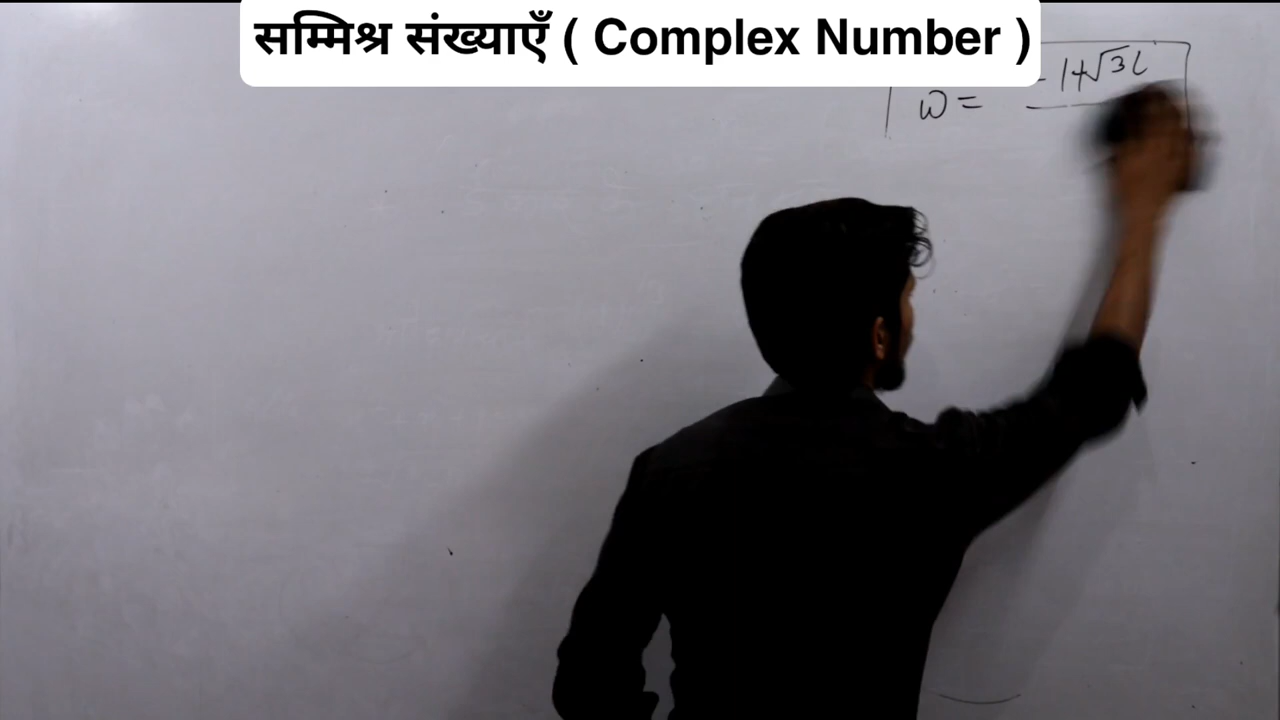 सम्मिश्र संख्याएँ ( Complex Number )
ω = -1+√3i